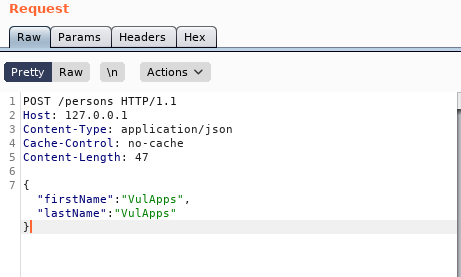 Request
Raw Params Headers Hex
Pretty Raw \n Actions
1 POST /persons HTTP/1.1
2 Host: 127.0.0.1
3 Content-Type: application/json
4 Cache-Control: no-cache
5 Content-Length: 47
6
7 {
"firstName":"VulApps",
"lastName":"VulApps"
}